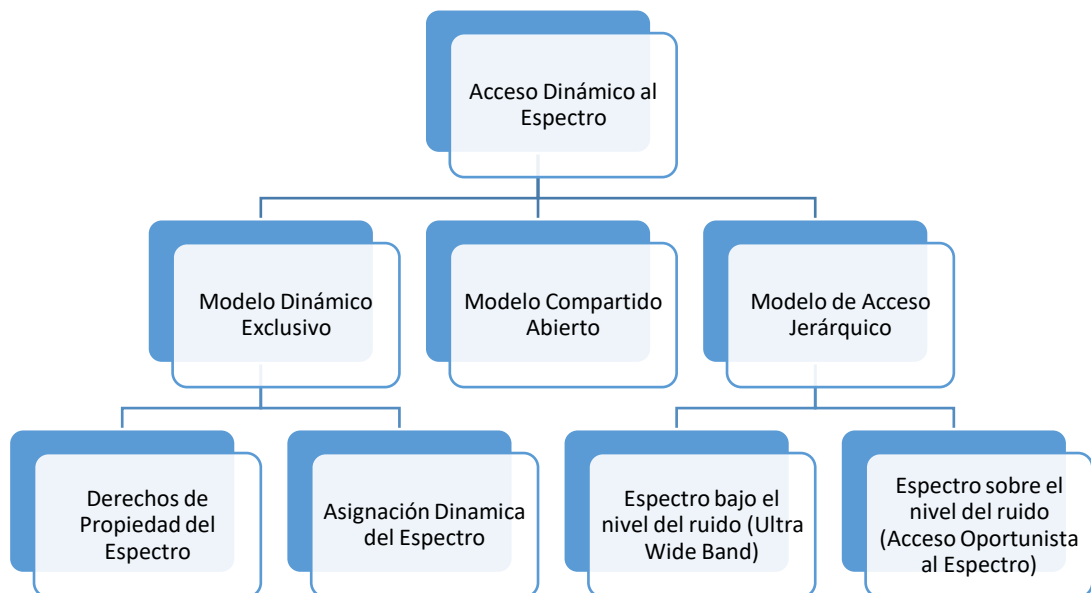 Acceso Dinámico al
Espectro
Modelo Dinámico
Exclusivo
Modelo Compartido
Abierto
Modelo de Acceso
Jerárquico
Derechos de
Propiedad del
Espectro
Asignación Dinamica
del Espectro
Espectro bajo el
nivel del ruido (Ultra
Wide Band)
Espectro sobre el
nivel del ruido
(Acceso Oportunista
al Espectro)